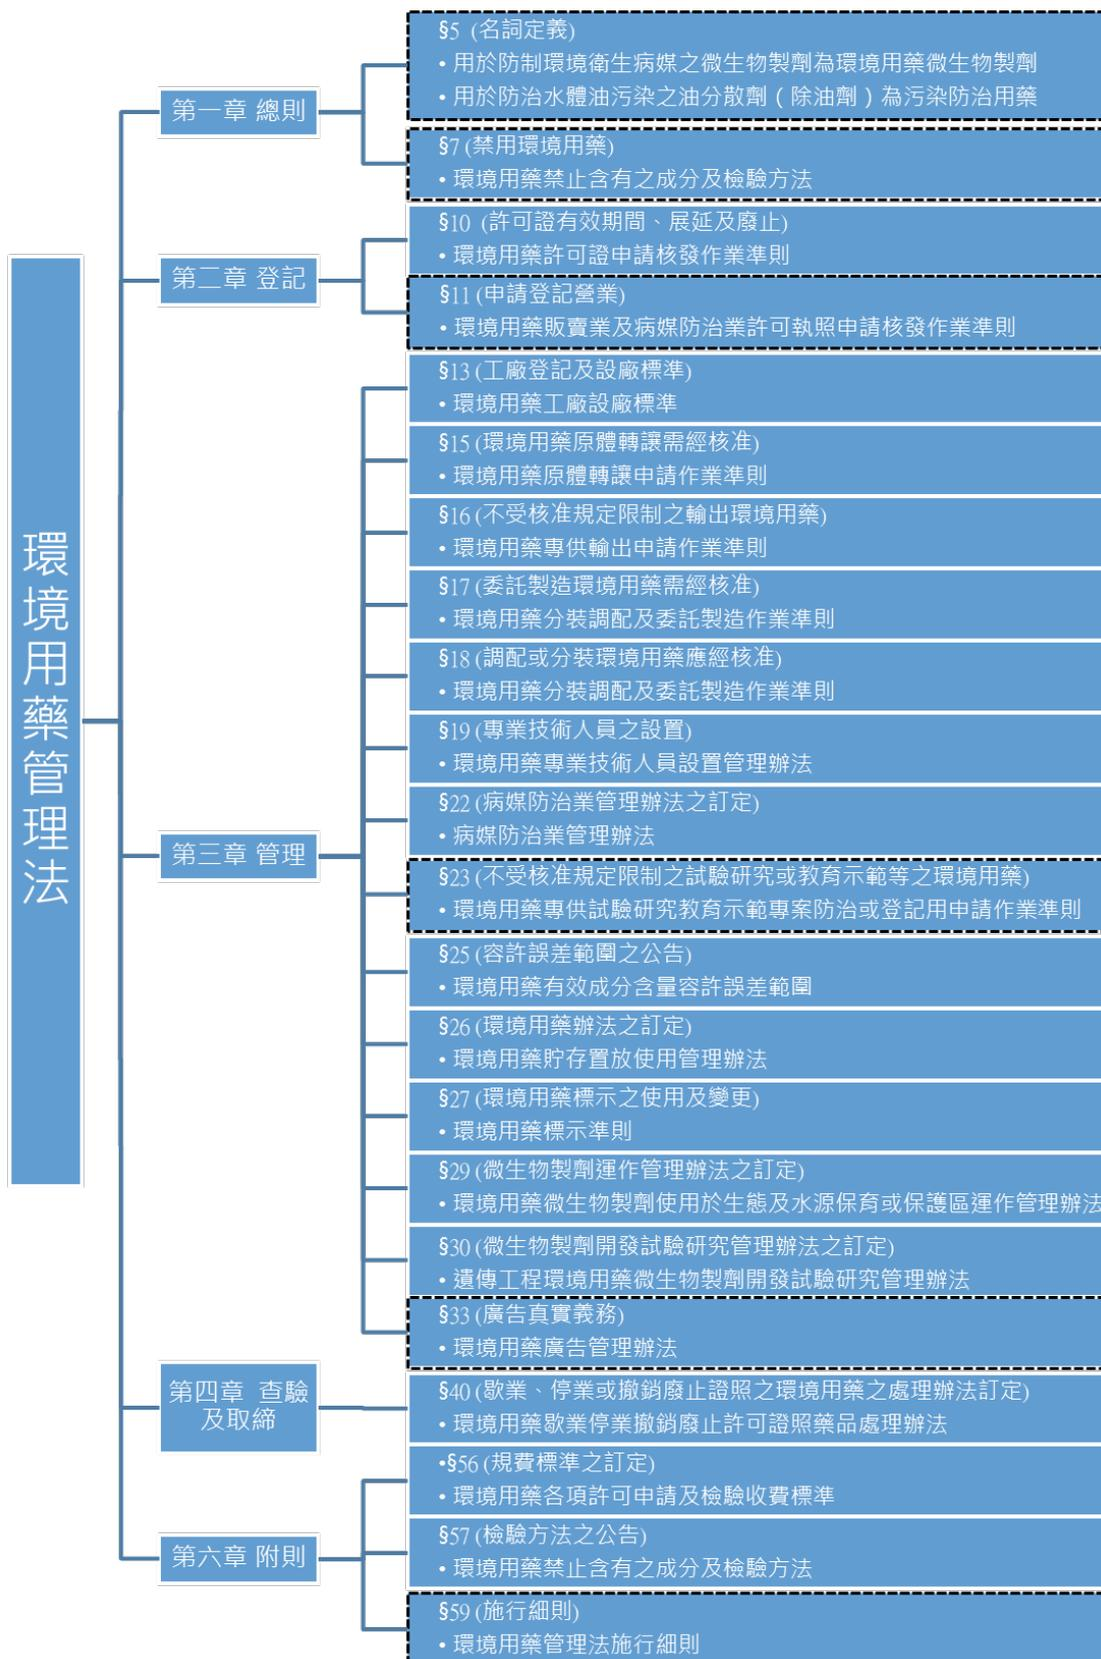 環境用藥管理法
第一章 總則
§5 (名詞定義)
• 用於防制環境衛生病媒之微生物製劑為環境用藥微生物製劑
• 用於防治水體油污染之油分散劑(除油劑)為污染防治用藥
§7 (禁用環境用藥)
• 環境用藥禁止含有之成分及檢驗方法
第二章 登記
§10 (許可證有效期間、展延及廢止)
• 環境用藥許可證申請核發作業準則
§11 (申請登記營業)
• 環境用藥販賣業及病媒防治業許可執照申請核發作業準則
第三章 管理
§13 (工廠登記及設廠標準)
• 環境用藥工廠設廠標準
§15 (環境用藥原體轉讓需經核准)
• 環境用藥原體轉讓申請作業準則
§16 (不受核准規定限制之輸出環境用藥)
• 環境用藥專供輸出申請作業準則
§17 (委託製造環境用藥需經核准)
• 環境用藥分裝調配及委託製造作業準則
§18 (調配或分裝環境用藥應經核准)
• 環境用藥分裝調配及委託製造作業準則
§19 (專業技術人員之設置)
• 環境用藥專業技術人員設置管理辦法
§22 (病媒防治業管理辦法之訂定)
• 病媒防治業管理辦法
§23 (不受核准規定限制之試驗研究或教育示範等之環境用藥)
• 環境用藥專供試驗研究教育示範專案防治或登記用申請作業準則
§25 (容許誤差範圍之公告)
• 環境用藥有效成分含量容許誤差範圍
§26 (環境用藥辦法之訂定)
• 環境用藥貯存置放使用管理辦法
§27 (環境用藥標示之使用及變更)
• 環境用藥標示準則
§29 (微生物製劑運作管理辦法之訂定)
• 環境用藥微生物製劑使用於生態及水源保育或保護區運作管理辦法
§30 (微生物製劑開發試驗研究管理辦法之訂定)
• 遺傳工程環境用藥微生物製劑開發試驗研究管理辦法
§33 (廣告真實義務)
• 環境用藥廣告管理辦法
第四章 查驗
及取締
§40 (歇業、停業或撤銷廢止證照之環境用藥之處理辦法訂定)
• 環境用藥歇業停業撤銷廢止許可證照藥品處理辦法
第六章 附則
•§56 (規費標準之訂定)
• 環境用藥各項許可申請及檢驗收費標準
§57 (檢驗方法之公告)
• 環境用藥禁止含有之成分及檢驗方法
§59 (施行細則)
• 環境用藥管理法施行細則